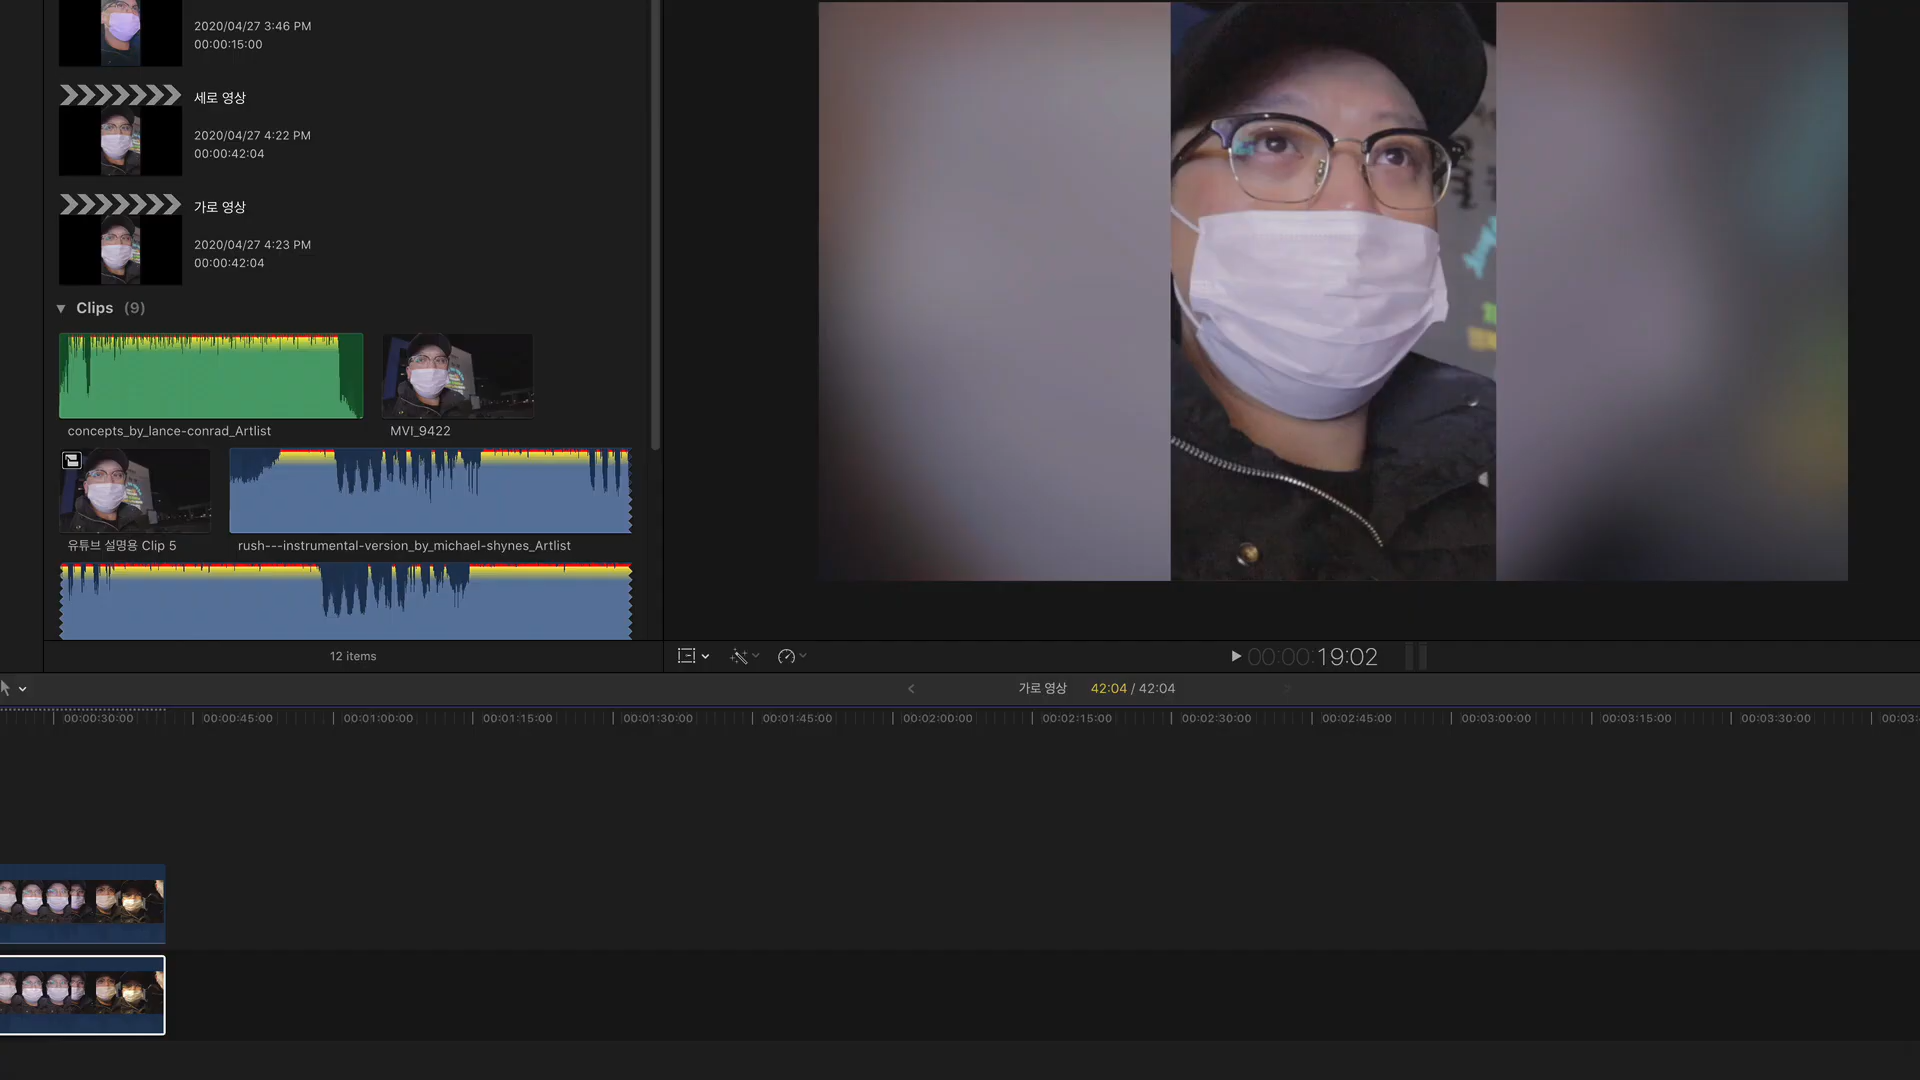 2020/04/27 3:46 PM
00:00:15:00
세로 영상
2020/04/27 4:22 PM
00:00:42:04
가로 영상
2020/04/27 4:23 PM
00:00:42:04
Clips (9)
concepts_by_lance-conrad_Artlist
MVI_9422
유튜브 설명용 Clip 5
rush---instrumental-version_by_michael-shynes_Artlist
12 items
00:00:00:19:02
가로 영상 42:04 / 42:04
00:00:30:00 00:00:45:00 00:01:00:00 00:01:15:00 00:01:30:00 00:01:45:00 00:02:00:00 00:02:15:00 00:02:30:00 00:02:45:00 00:03:00:00 00:03:15:00 00:03:30:00